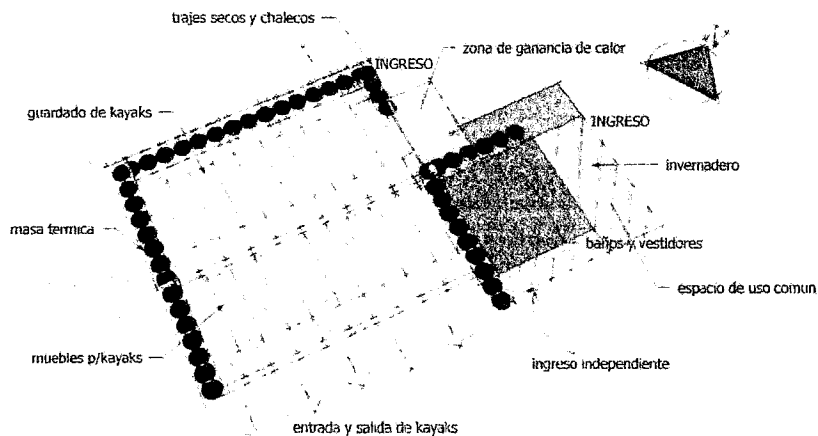 trajes secos y chalecos
zona de ganancia de calor
INGRESO
guardado de kayaks
INGRESO
invernadero
masa termica
baños y vestidores
espacio de uso comun
muebles p/kayaks
ingreso independiente
entrada y salida de kayaks